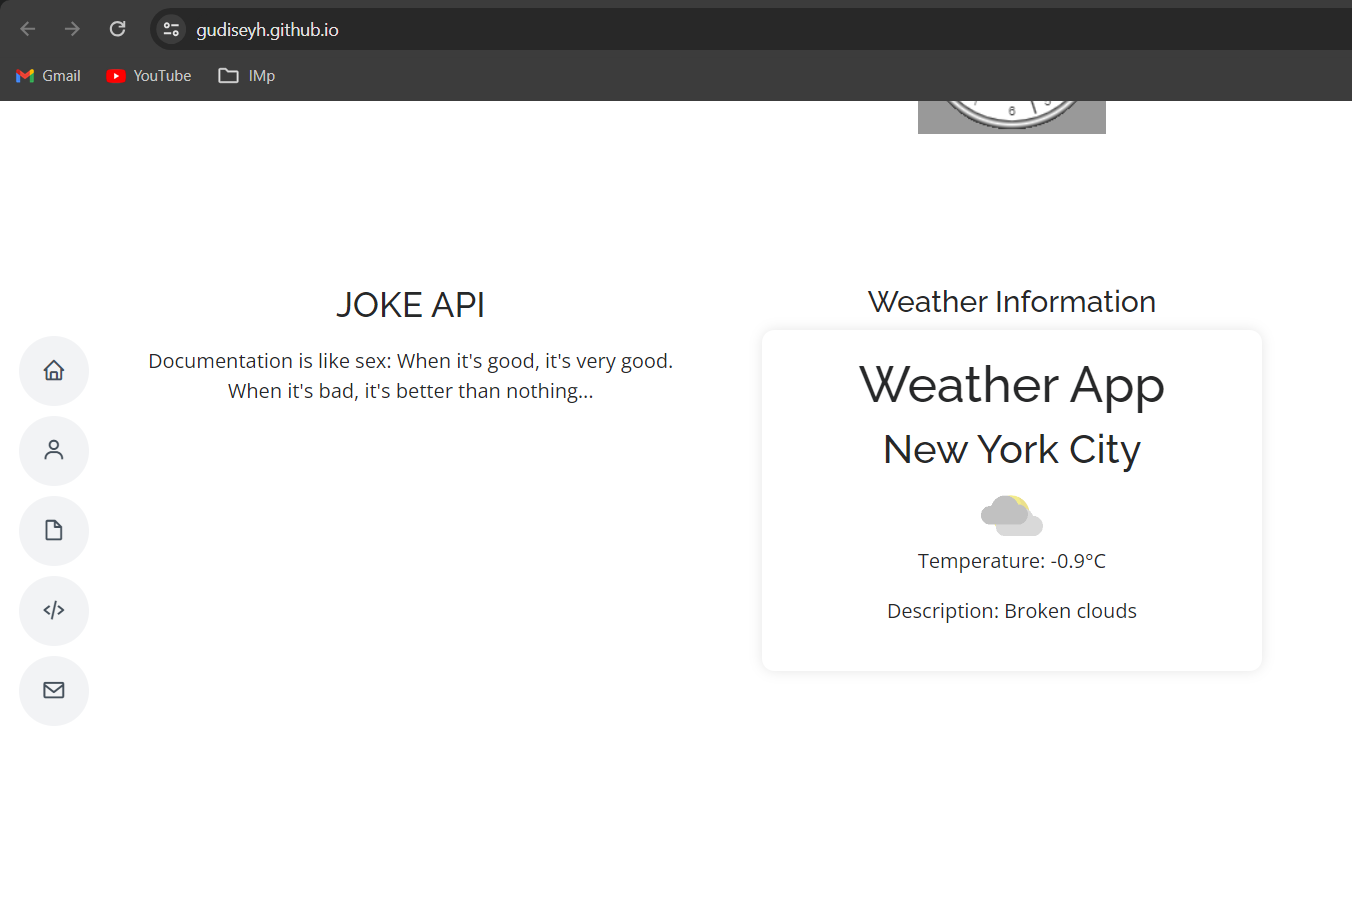 gudiseyh.github.io
Gmail
YouTube
IMp
6
JOKE API
Documentation is like sex: When it's good, it's very good.
When it's bad, it's better than nothing...
Weather Information
Weather App
New York City
Temperature: -0.9°C
Description: Broken clouds